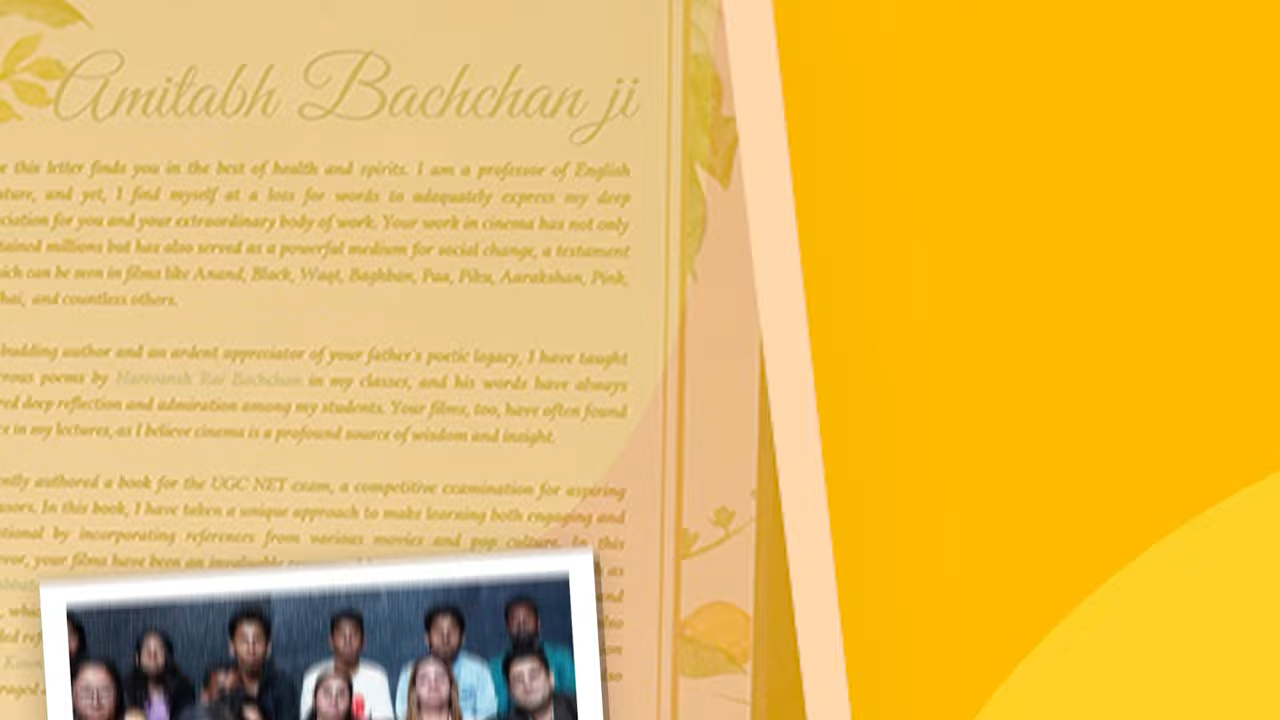 Amitabh Bachchan ji
e this letter finds you in the best of health and spirits. I am a professor of English
ature, and yet, I find myself at a loss for words to adequately express my deep
ciation for you and your extraordinary body of work. Your work in cinema has not only
tained millions but has also served as a powerful medium for social change, a testament
hich can be seen in films like Anand, Black, Waqt, Baghban, Paa, Piku, Aarakshan, Pink,
hai, and countless others.
budding author and an ardent appreciator of your father's poetic legacy, I have taught
erous poems by Harivansh Rai Bachchan in my classes, and his words have always
red deep reflection and admiration among my students. Your films, too, have often found
ce in my lectures, as I believe cinema is a profound source of wisdom and insight.
ently authored a book for the UGC NET exam, a competitive examination for aspiring
ssors. In this book, I have taken a unique approach to make learning both engaging and
ational by incorporating references from various movies and pop culture. In this
vor, your films have been an invaluable
as